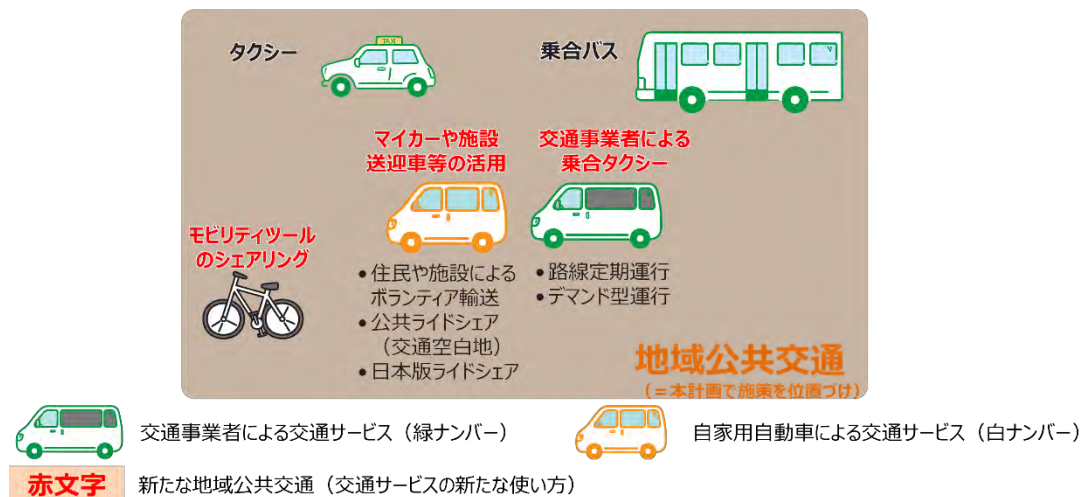 タクシー
TAXI
乗合バス
マイカーや施設
送迎車等の活用
交通事業者による
乗合タクシー
モビリティツール
のシェアリング
•住民や施設による
ボランティア輸送
•公共ライドシェア
（交通空白地）
•日本版ライドシェア
•路線定期運行
•デマンド型運行
地域公共交通
（＝本計画で施策を位置づけ）
交通事業者による交通サービス（緑ナンバー）
自家用自動車による交通サービス（白ナンバー）
赤文字
新たな地域公共交通（交通サービスの新たな使い方）